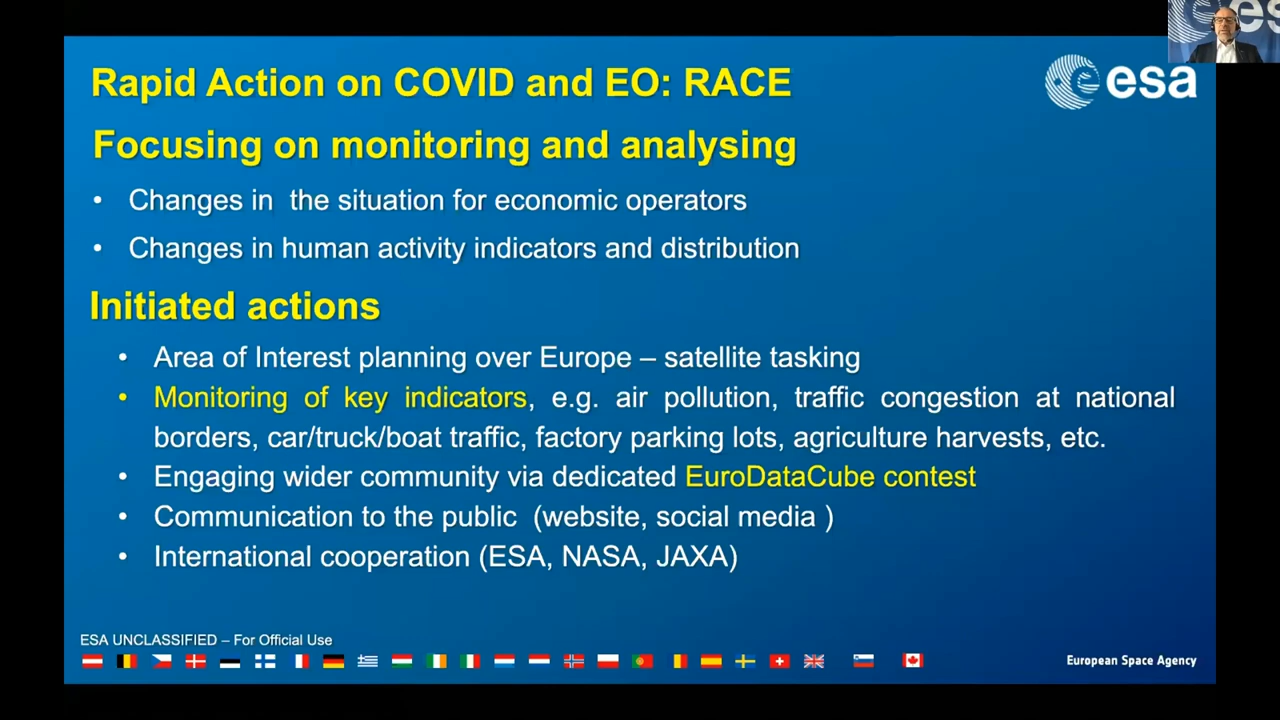 Rapid Action on COVID and EO: RACE
esa
Focusing on monitoring and analysing
• Changes in  the situation for economic operators
• Changes in human activity indicators and distribution
Initiated actions
• Area of Interest planning over Europe – satellite tasking
• Monitoring of key indicators, e.g. air pollution, traffic congestion at national
borders, car/truck/boat traffic, factory parking lots, agriculture harvests, etc.
• Engaging wider community via dedicated EuroDataCube contest
• Communication to the public  (website, social media )
• International cooperation (ESA, NASA, JAXA)
ESA UNCLASSIFIED – For Official Use
European Space Agency